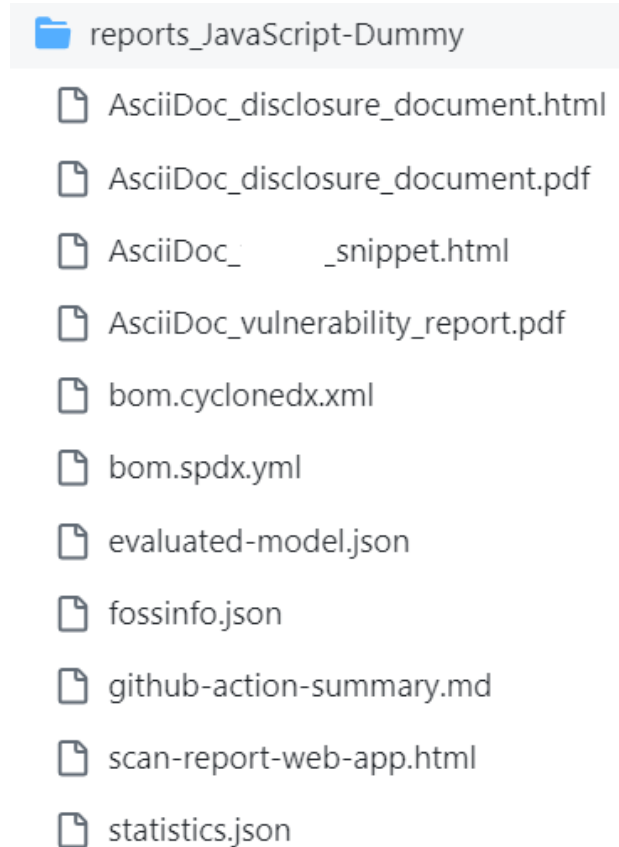 reports_JavaScript-Dummy
AsciiDoc_disclosure_document.html
AsciiDoc_disclosure_document.pdf
AsciiDoc_ _snippet.html
AsciiDoc_vulnerability_report.pdf
bom.cyclonedx.xml
bom.spdx.yml
evaluated-model.json
fossinfo.json
github-action-summary.md
scan-report-web-app.html
statistics.json